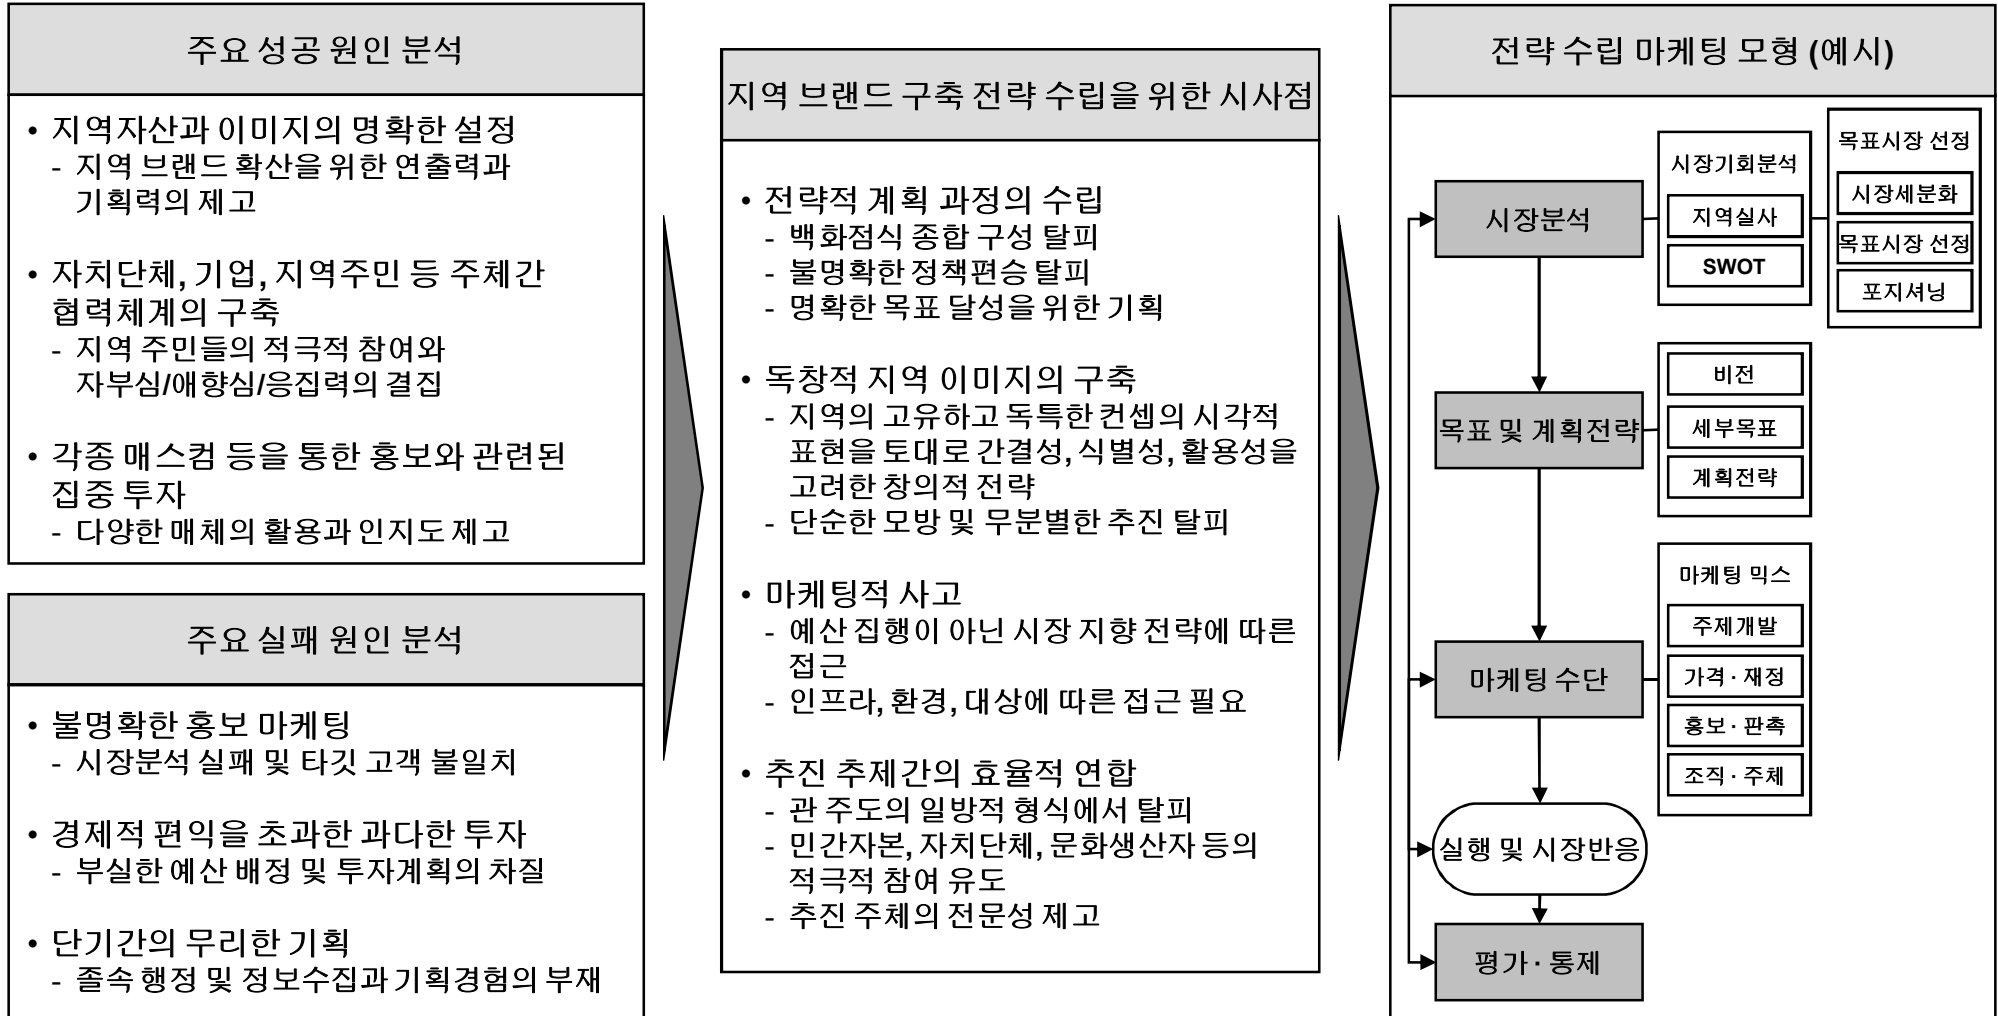 주요 성공 원인 분석
• 지역자산과 이미지의 명확한 설정
- 지역 브랜드 확산을 위한 연출력과
기획력의 제고
• 자치단체, 기업, 지역주민 등 주체간
협력체계의 구축
- 지역 주민들의 적극적 참여와
자부심/애향심/응집력의 결집
• 각종 매스컴 등을 통한 홍보와 관련된
집중 투자
- 다양한 매체의 활용과 인지도 제고
주요 실패 원인 분석
• 불명확한 홍보 마케팅
- 시장분석 실패 및 타깃 고객 불일치
• 경제적 편익을 초과한 과다한 투자
- 부실한 예산 배정 및 투자계획의 차질
• 단기간의 무리한 기획
- 졸속 행정 및 정보수집과 기획경험의 부재
지역 브랜드 구축 전략 수립을 위한 시사점
• 전략적 계획 과정의 수립
- 백화점식 종합 구성 탈피
- 불명확한 정책편승 탈피
- 명확한 목표 달성을 위한 기획
• 독창적 지역 이미지의 구축
- 지역의 고유하고 독특한 컨셉의 시각적
표현을 토대로 간결성, 식별성, 활용성을
고려한 창의적 전략
- 단순한 모방 및 무분별한 추진 탈피
• 마케팅적 사고
- 예산 집행이 아닌 시장 지향 전략에 따른
접근
- 인프라, 환경, 대상에 따른 접근 필요
• 추진 추제간의 효율적 연합
- 관 주도의 일방적 형식에서 탈피
- 민간자본, 자치단체, 문화생산자 등의
적극적 참여 유도
- 추진 주체의 전문성 제고
전략 수립 마케팅 모형 (예시)
시장분석
시장기회분석
지역실사
SWOT
목표시장 선정
시장세분화
목표시장 선정
포지셔닝
목표 및 계획전략
비전
세부목표
계획전략
마케팅 수단
마케팅 믹스
주제개발
가격 · 재정
홍보 · 판촉
조직 · 주체
실행 및 시장반응
평가 · 통제